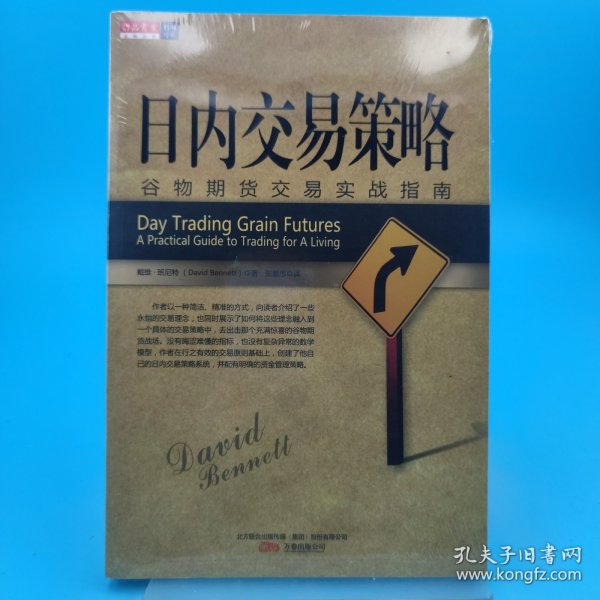 日内交易策略
谷物期货交易实战指南
Day Trading Grain Futures
A Practical Guide to Trading for A Living
戴维·班尼特（David Bennett）◎著 张意忠◎译
作者以一种简洁、精准的方式，向读者介绍了一些
永恒的交易理念，也同时展示了如何将这些理念融入到
一个具体的交易策略中，去出击那个充满惊喜的谷物期
货战场。没有晦涩难懂的指标，也没有复杂异常的数学
模型，作者在行之有效的交易原则基础上，创建了他自
己的日内交易策略系统，并配有明确的资金管理策略。
David
Bennett
北方联合出版传媒（集团）股份有限公司
万卷出版公司
孔夫子旧书网
www.kongfz.com